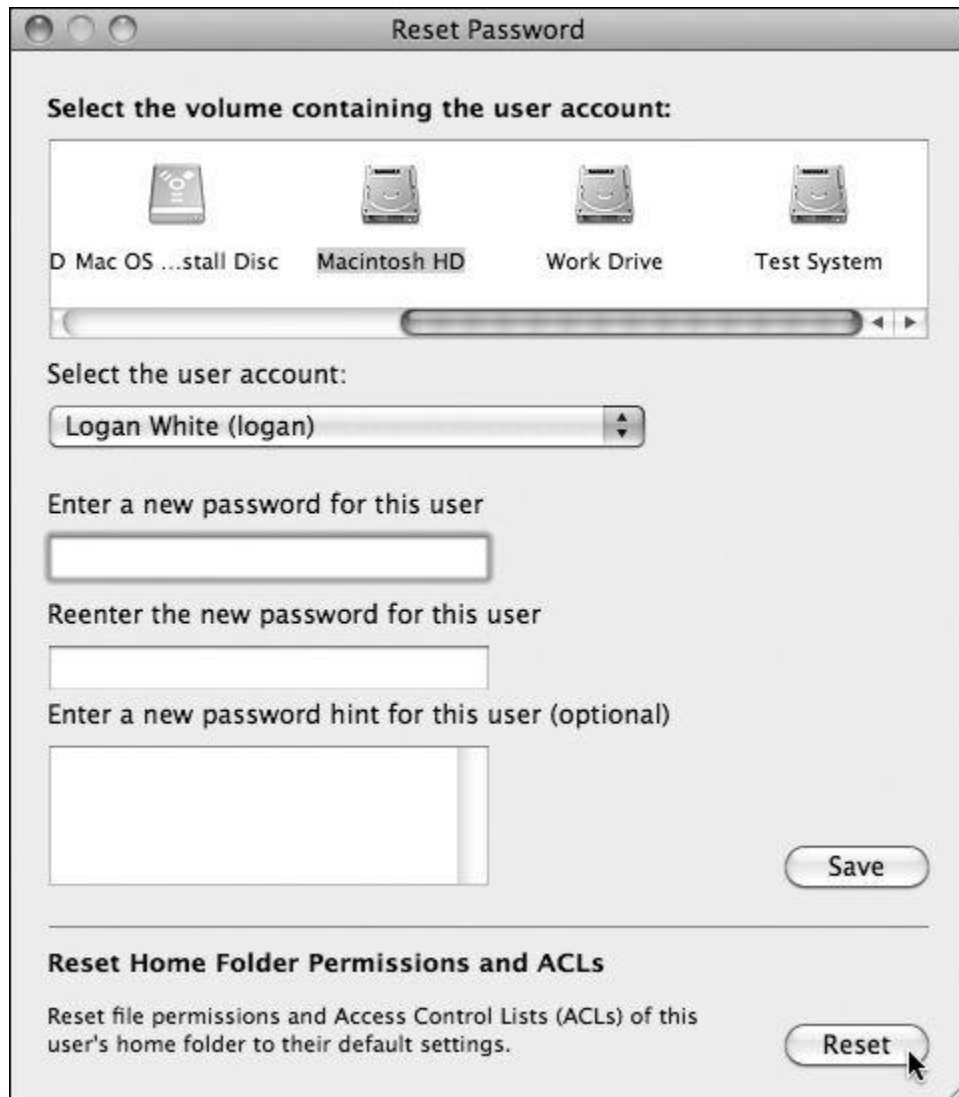 Reset Password
Select the volume containing the user account:
D Mac OS ...stall Disc
Macintosh HD
Work Drive
Test System
Select the user account:
Logan White (logan)
Enter a new password for this user
Reenter the new password for this user
Enter a new password hint for this user (optional)
Save
Reset Home Folder Permissions and ACLs
Reset file permissions and Access Control Lists (ACLs) of this
user's home folder to their default settings.
Reset